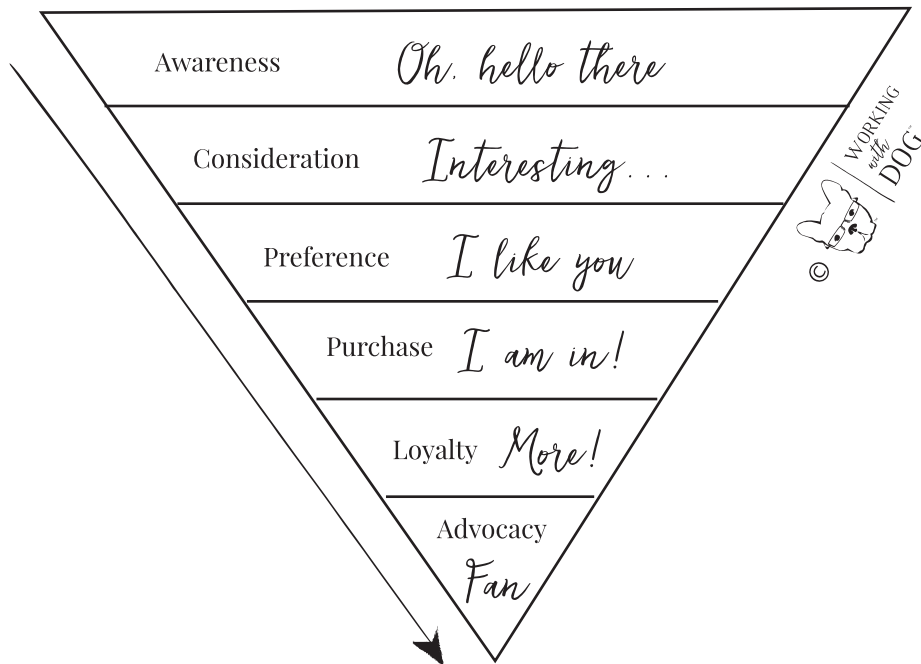 Awareness Oh, hello there
Consideration Interesting...
Preference I like you
Purchase I am in!
Loyalty More!
Advocacy
Fan
WORKING
with
DOG
©